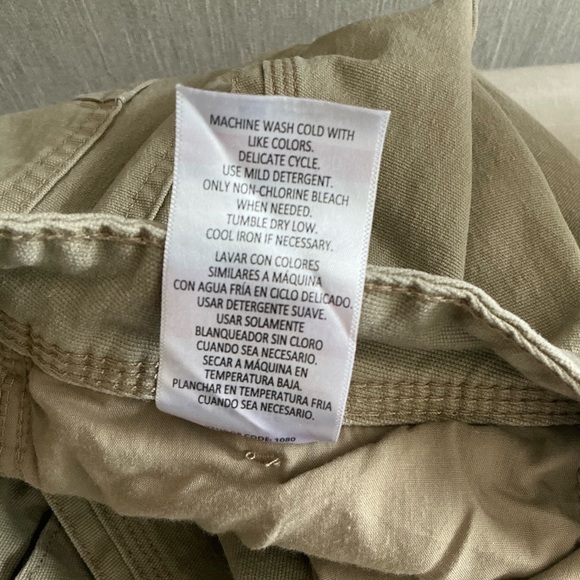 MACHINE WASH COLD WITH
LIKE COLORS.
DELICATE CYCLE.
USE MILD DETERGENT.
ONLY NON-CHLORINE BLEACH
WHEN NEEDED.
TUMBLE DRY LOW.
COOL IRON IF NECESSARY.
LAVAR CON COLORES
SIMILARES A MÁQUINA
CON AGUA FRÍA EN CICLO DELICADO.
USAR DETERGENTE SUAVE.
USAR SOLAMENTE
BLANQUEADOR SIN CLORO
CUANDO SEA NECESARIO.
SECAR A MÁQUINA EN
TEMPERATURA BAJA.
PLANCHAR EN TEMPERATURA FRIA
CUANDO SEA NECESARIO.
CODE: 1080